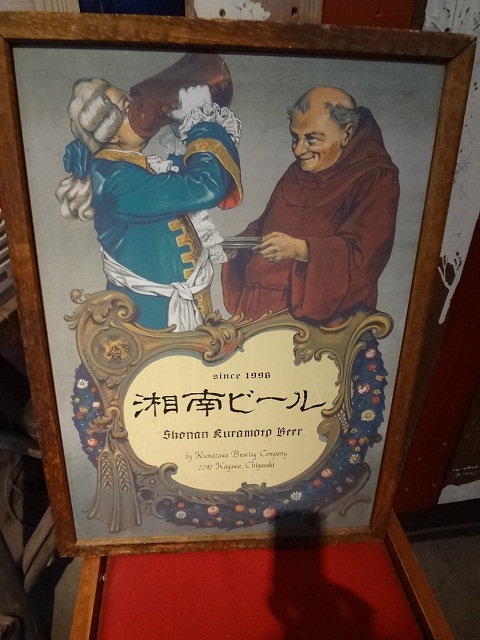 since 1996
湘南ビール
Shonan Kuramoto Beer
by Kumazawa Brewing Company
2292 Kagawa, Chigasaki